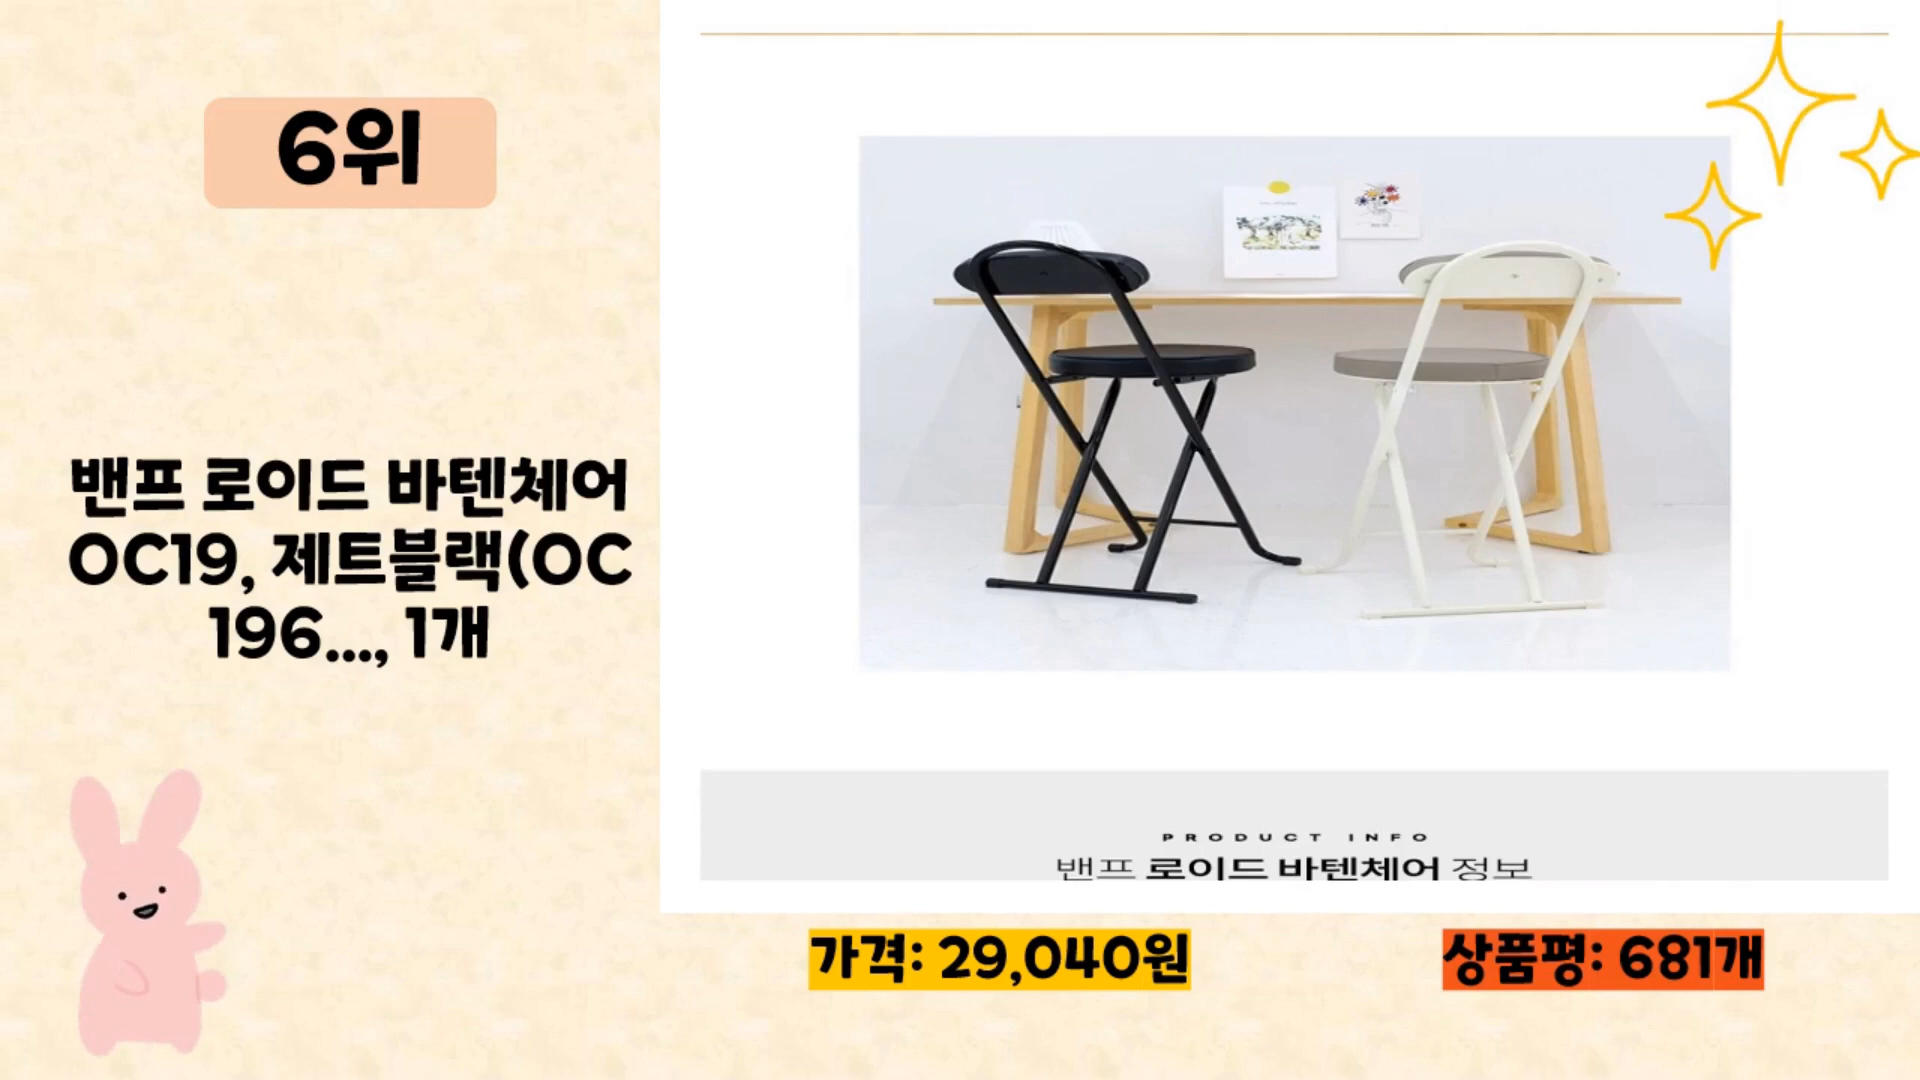 6위
밴프 로이드 바텐체어
OC19, 제트블랙(OC
196..., 1개
PRODUCT INFO
밴프 로이드 바텐체어 정보
가격: 29,040원
상품평: 681개